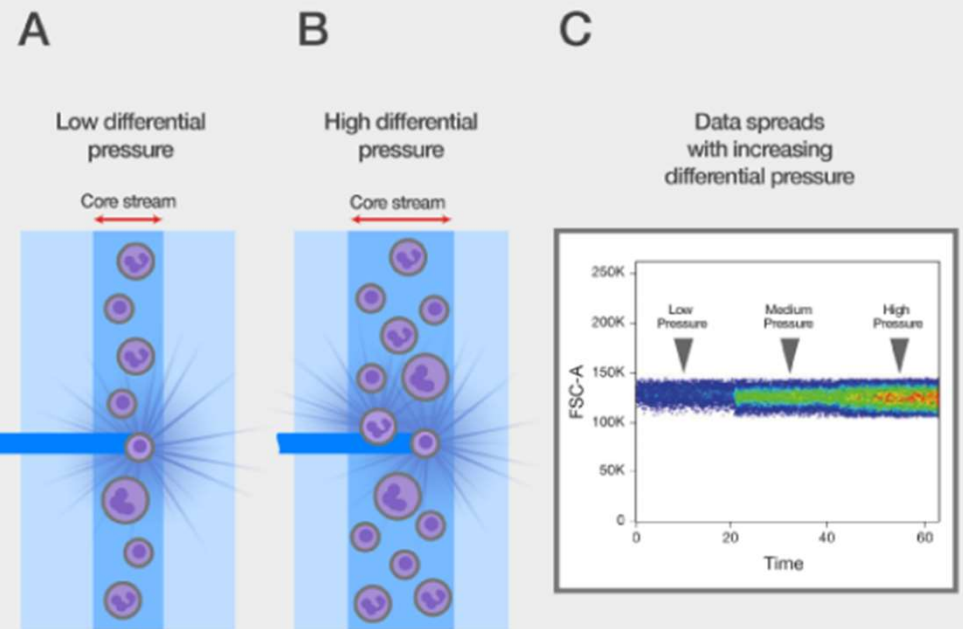 A
B
C
Low differential
pressure
High differential
pressure
Data spreads
with increasing
differential pressure
Core stream
Core stream
250K
200K
150K
100K
50K
0
FSC-A
Low
Pressure
Medium
Pressure
High
Pressure
0
20
40
60
Time